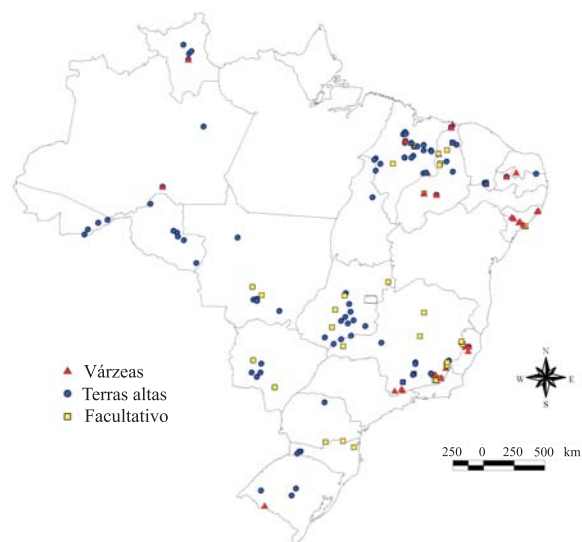 Várzeas
Terras altas
Facultativo
N
W E
S
250 0 250 500 km